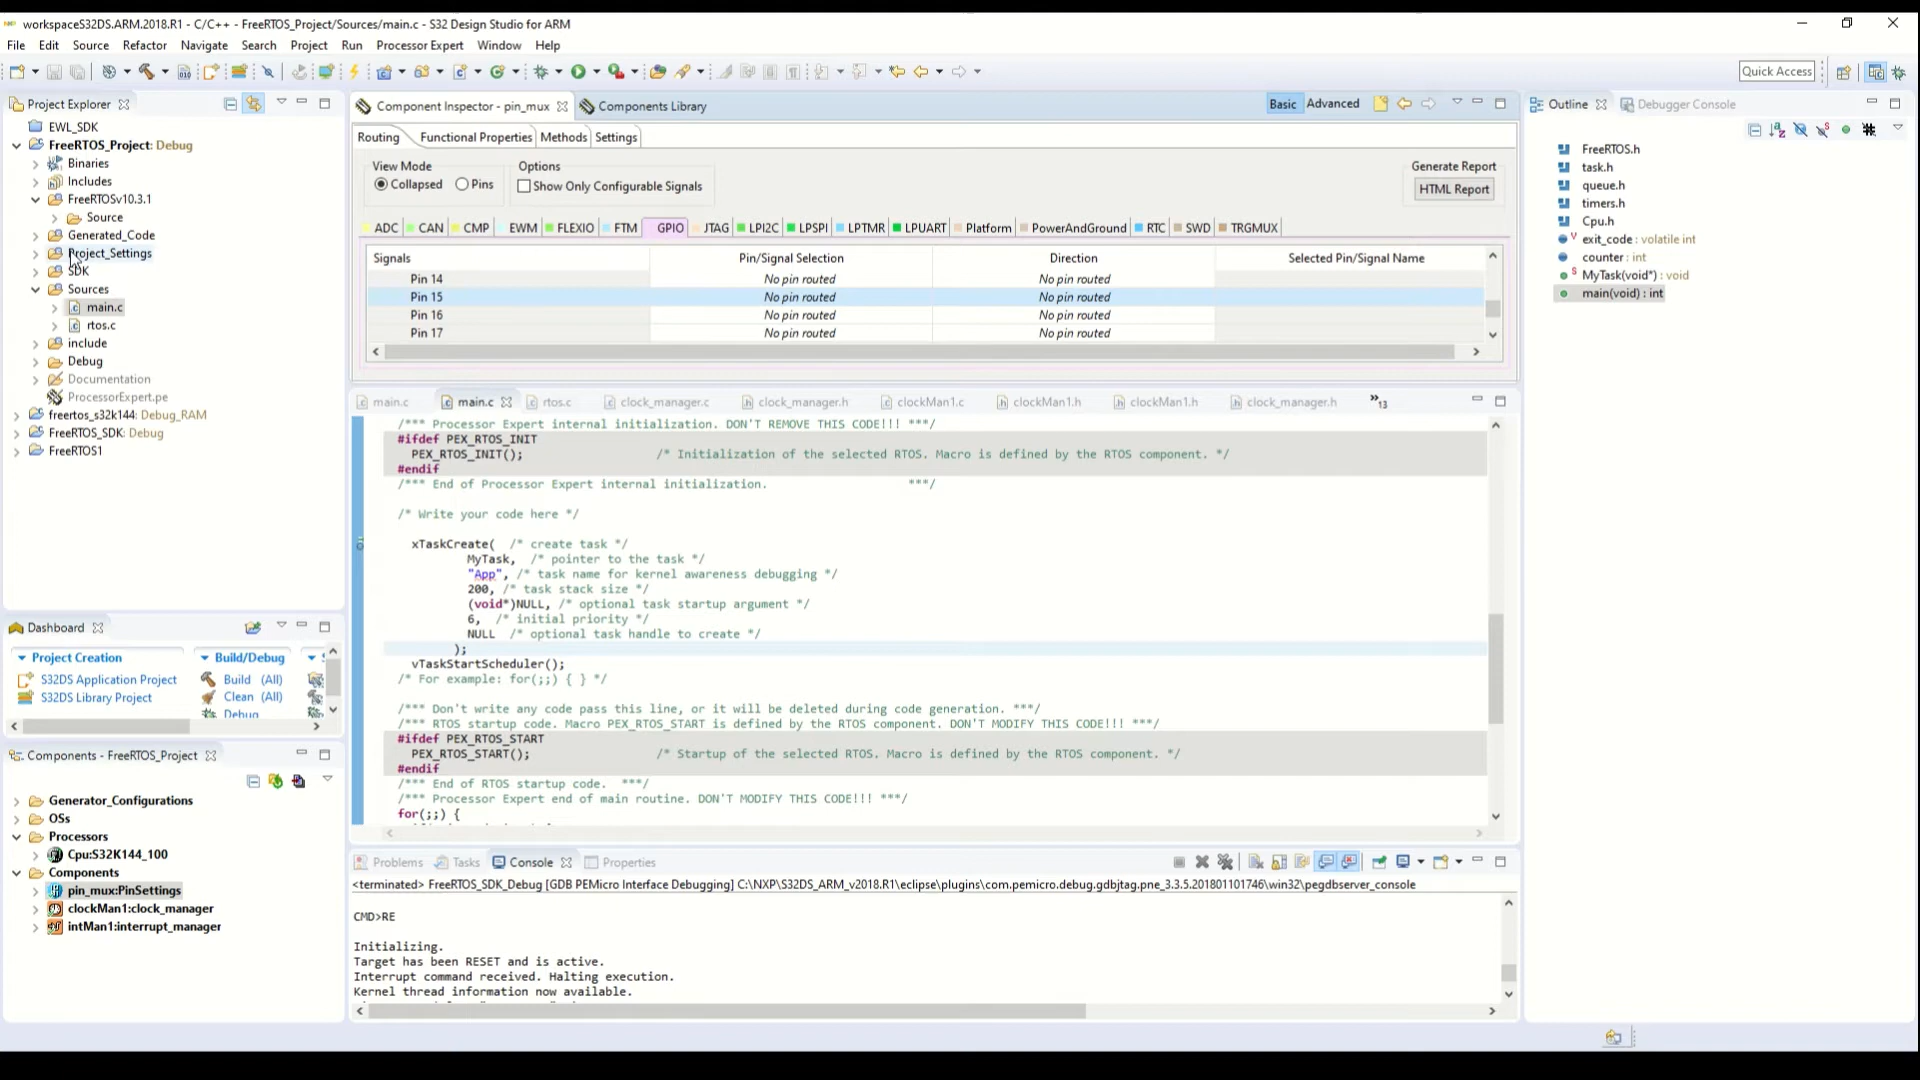 workspaceS32DS.ARM.2018.R1 - C/C++ - FreeRTOS_Project/Sources/main.c - S32 Design Studio for ARM
File Edit Source Refactor Navigate Search Project Run Processor Expert Window Help
Quick Access
Project Explorer
EWL_SDK
FreeRTOS_Project: Debug
Binaries
Includes
FreeRTOSv10.3.1
Source
Generated_Code
Project_Settings
SDK
Sources
main.c
rtos.c
include
Debug
Documentation
ProcessorExpert.pe
freertos_s32k144: Debug_RAM
FreeRTOS_SDK: Debug
FreeRTOS1
Dashboard
Project Creation
S32DS Application Project
S32DS Library Project
Build/Debug
Build (All)
Clean (All)
Debug
Components - FreeRTOS_Project
Generator_Configurations
OSs
Processors
Cpu:S32K144_100
Components
pin_mux:PinSettings
clockMan1:clock_manager
intMan1:interrupt_manager
Component Inspector - pin_mux Components Library Basic Advanced
Routing Functional Properties Methods Settings
View Mode
Collapsed Pins
Options
Show Only Configurable Signals
Generate Report
HTML Report
ADC CAN CMP EWM FLEXIO FTM GPIO JTAG LPI2C LPSPI LPTMR LPUART Platform PowerAndGround RTC SWD TRGMUX
Signals Pin/Signal Selection Direction Selected Pin/Signal Name
Pin 14 No pin routed No pin routed
Pin 15 No pin routed No pin routed
Pin 16 No pin routed No pin routed
Pin 17 No pin routed No pin routed
main.c main.c rtos.c clock_manager.c clock_manager.h clockMan1.c clockMan1.h clockMan1.h clock_manager.h »13
/*** Processor Expert internal initialization. DON'T REMOVE THIS CODE!!! ***/
#ifdef PEX_RTOS_INIT
PEX_RTOS_INIT(); /* Initialization of the selected RTOS. Macro is defined by the RTOS component. */
#endif
/*** End of Processor Expert internal initialization. ***/
/* Write your code here */
xTaskCreate( /* create task */
MyTask, /* pointer to the task */
"App", /* task name for kernel awareness debugging */
200, /* task stack size */
(void*)NULL, /* optional task startup argument */
6, /* initial priority */
NULL /* optional task handle to create */
);
vTaskStartScheduler();
/* For example: for(;;) { } */
/*** Don't write any code pass this line, or it will be deleted during code generation. ***/
/*** RTOS startup code. Macro PEX_RTOS_START is defined by the RTOS component. DON'T MODIFY THIS CODE!!! ***/
#ifdef PEX_RTOS_START
PEX_RTOS_START(); /* Startup of the selected RTOS. Macro is defined by the RTOS component. */
#endif
/*** End of RTOS startup code. ***/
/*** Processor Expert end of main routine. DON'T MODIFY THIS CODE!!! ***/
for(;;) {
Problems Tasks Console Properties
<terminated> FreeRTOS_SDK_Debug [GDB PEMicro Interface Debugging] C:\NXP\S32DS_ARM_v2018.R1\eclipse\plugins\com.pemicro.debug.gdbjtag.pne_3.3.5.201801101746\win32\pegdbserver_console
CMD>RE
Initializing.
Target has been RESET and is active.
Interrupt command received. Halting execution.
Kernel thread information now available.
Outline Debugger Console
FreeRTOS.h
task.h
queue.h
timers.h
Cpu.h
exit_code : volatile int
counter : int
MyTask(void*) : void
main(void) : int